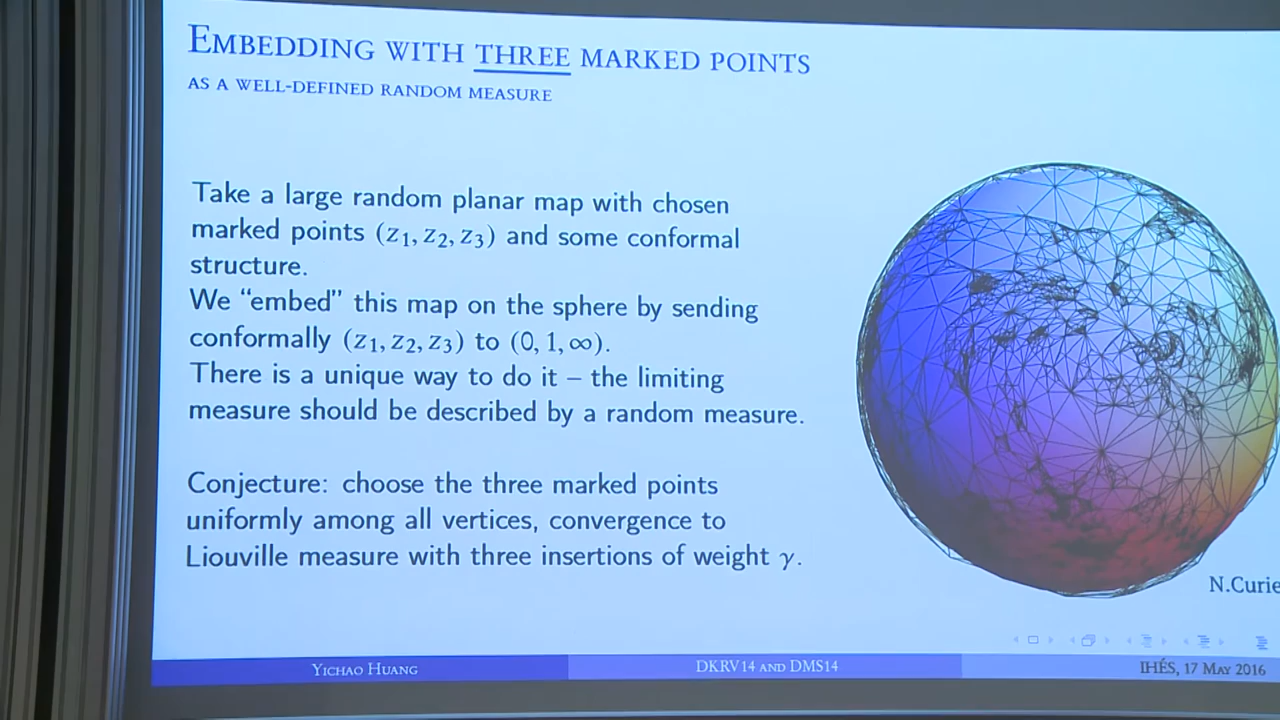 EMBEDDING WITH THREE MARKED POINTS
AS A WELL-DEFINED RANDOM MEASURE
Take a large random planar map with chosen
marked points (z₁, z₂, z₃) and some conformal
structure.
We “embed” this map on the sphere by sending
conformally (z₁, z₂, z₃) to (0, 1, ∞).
There is a unique way to do it – the limiting
measure should be described by a random measure.
Conjecture: choose the three marked points
uniformly among all vertices, convergence to
Liouville measure with three insertions of weight γ.
N.Curie
YICHAO HUANG
DKRV14 AND DMS14
IHÉS, 17 MAY 2016